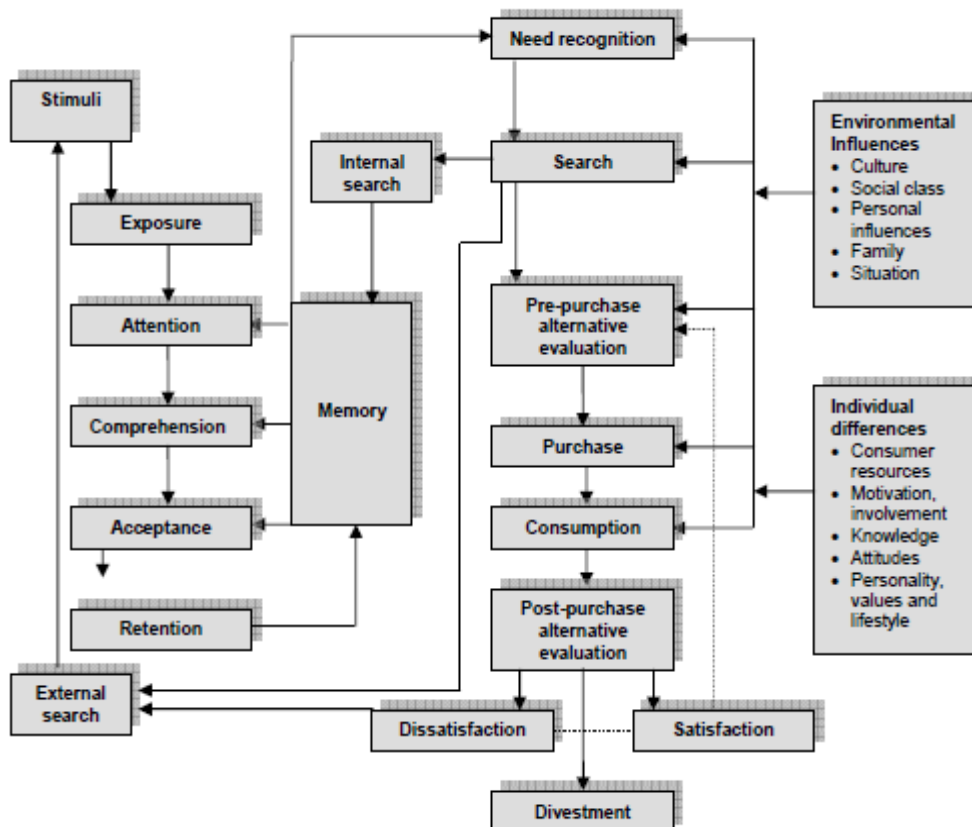 Need recognition
Stimuli
Environmental
Influences
• Culture
• Social class
• Personal
influences
• Family
• Situation
Internal
search
Search
Exposure
Pre-purchase
alternative
evaluation
Attention
Memory
Comprehension
Purchase
Individual
differences
• Consumer
resources
• Motivation,
involvement
• Knowledge
• Attitudes
• Personality,
values and
lifestyle
Acceptance
Consumption
Retention
Post-purchase
alternative
evaluation
External
search
Dissatisfaction
Satisfaction
Divestment